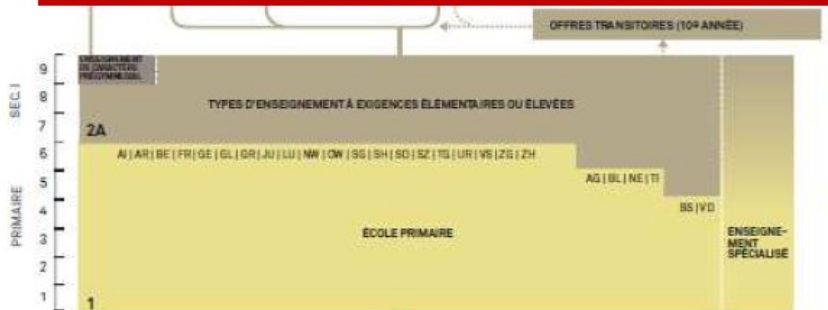 OFFRES TRANSITOIRES (10e ANNÉE)
ENSEIGNEMENT
DE CARACTÈRE
PRÉGYMNASIAL
9
SEC. I
8
TYPES D'ENSEIGNEMENT À EXIGENCES ÉLÉMENTAIRES OU ÉLEVÉES
7
2A
6
AI | AR | BE | FR | GE | GL | GR | JU | LU | NW | OW | SG | SH | SO | SZ | TG | UR | VS | ZG | ZH
5
AG | BL | NE | TI
PRIMAIRE
4
BS | VD
3
ÉCOLE PRIMAIRE
ENSEIGNE-
MENT
SPÉCIALISÉ
2
1
1